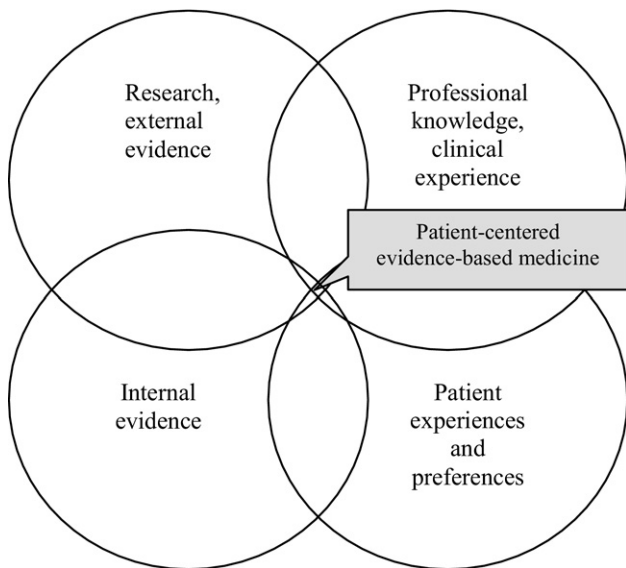 Research,
external
evidence
Professional
knowledge,
clinical
experience
Patient-centered
evidence-based medicine
Internal
evidence
Patient
experiences
and
preferences